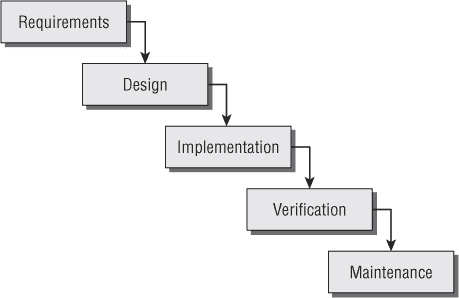 Requirements
Design
Implementation
Verification
Maintenance